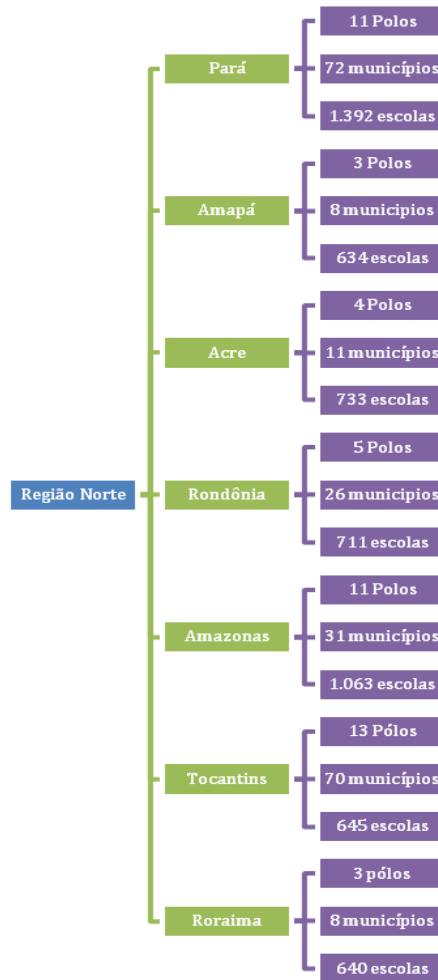 Região Norte
Pará
11 Polos
72 municípios
1.392 escolas
Amapá
3 Polos
8 municipios
634 escolas
Acre
4 Polos
11 municípios
733 escolas
Rondônia
5 Polos
26 municipios
711 escolas
Amazonas
11 Polos
31 municípios
1.063 escolas
Tocantins
13 Pólos
70 municípios
645 escolas
Roraima
3 pólos
8 municípios
640 escolas